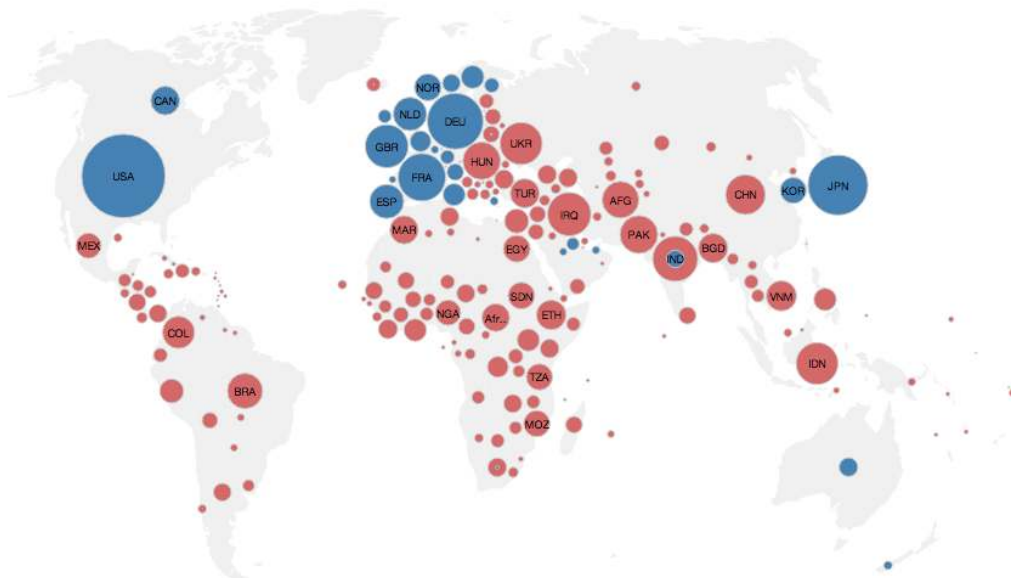 NOR
CAN
NLD
DEU
GBR
UKR
HUN
USA
FRA
JPN
KOR
TUR
CHN
AFG
ESP
IRQ
MAR
PAK
MEX
EGY
BGD
IND
SDN
VNM
NGA
Afr...
ETH
COL
IDN
TZA
BRA
MOZ